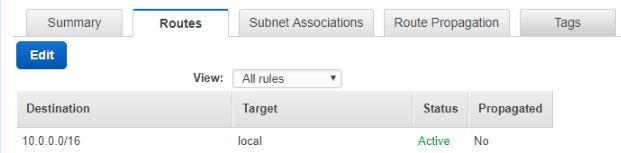 Summary Routes Subnet Associations Route Propagation Tags
Edit
View: All rules
Destination Target Status Propagated
10.0.0.0/16 local Active No